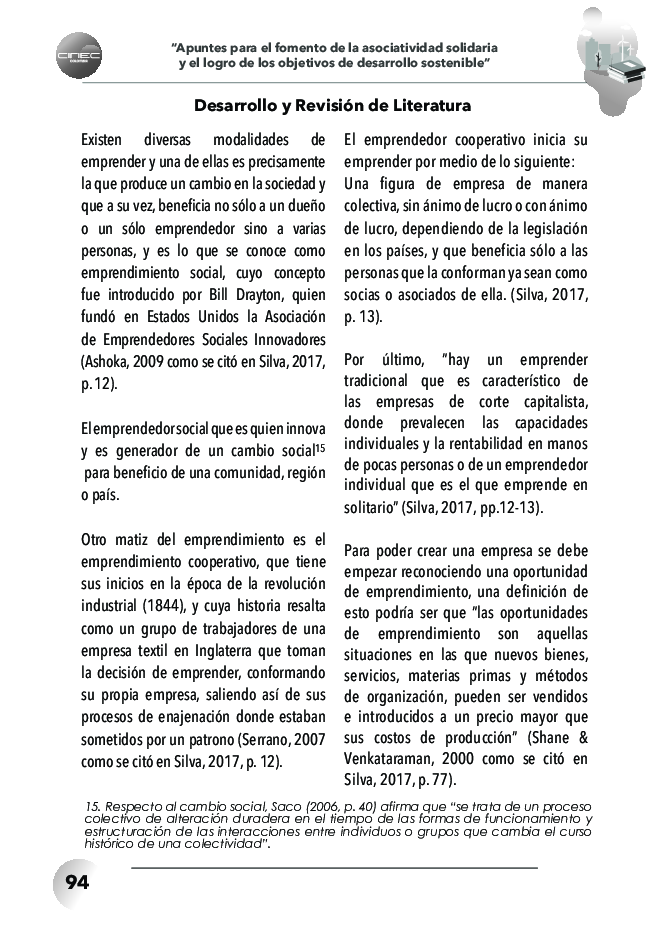 CINEC
COLOMBIA
“Apuntes para el fomento de la asociatividad solidaria
y el logro de los objetivos de desarrollo sostenible”
Desarrollo y Revisión de Literatura
Existen diversas modalidades de
emprender y una de ellas es precisamente
la que produce un cambio en la sociedad y
que a su vez, beneficia no sólo a un dueño
o un sólo emprendedor sino a varias
personas, y es lo que se conoce como
emprendimiento social, cuyo concepto
fue introducido por Bill Drayton, quien
fundó en Estados Unidos la Asociación
de Emprendedores Sociales Innovadores
(Ashoka, 2009 como se citó en Silva, 2017,
p. 12).
El emprendedor social que es quien innova
y es generador de un cambio social15
para beneficio de una comunidad, región
o país.
Otro matiz del emprendimiento es el
emprendimiento cooperativo, que tiene
sus inicios en la época de la revolución
industrial (1844), y cuya historia resalta
como un grupo de trabajadores de una
empresa textil en Inglaterra que toman
la decisión de emprender, conformando
su propia empresa, saliendo así de sus
procesos de enajenación donde estaban
sometidos por un patrono (Serrano, 2007
como se citó en Silva, 2017, p. 12).
El emprendedor cooperativo inicia su
emprender por medio de lo siguiente:
Una figura de empresa de manera
colectiva, sin ánimo de lucro o con ánimo
de lucro, dependiendo de la legislación
en los países, y que beneficia sólo a las
personas que la conforman ya sean como
socias o asociados de ella. (Silva, 2017,
p. 13).
Por último, “hay un emprender
tradicional que es característico de
las empresas de corte capitalista,
donde prevalecen las capacidades
individuales y la rentabilidad en manos
de pocas personas o de un emprendedor
individual que es el que emprende en
solitario” (Silva, 2017, pp.12-13).
Para poder crear una empresa se debe
empezar reconociendo una oportunidad
de emprendimiento, una definición de
esto podría ser que “las oportunidades
de emprendimiento son aquellas
situaciones en las que nuevos bienes,
servicios, materias primas y métodos
de organización, pueden ser vendidos
e introducidos a un precio mayor que
sus costos de producción” (Shane &
Venkataraman, 2000 como se citó en
Silva, 2017, p. 77).
15. Respecto al cambio social, Saco (2006, p. 40) afirma que “se trata de un proceso
colectivo de alteración duradera en el tiempo de las formas de funcionamiento y
estructuración de las interacciones entre individuos o grupos que cambia el curso
histórico de una colectividad”.
94